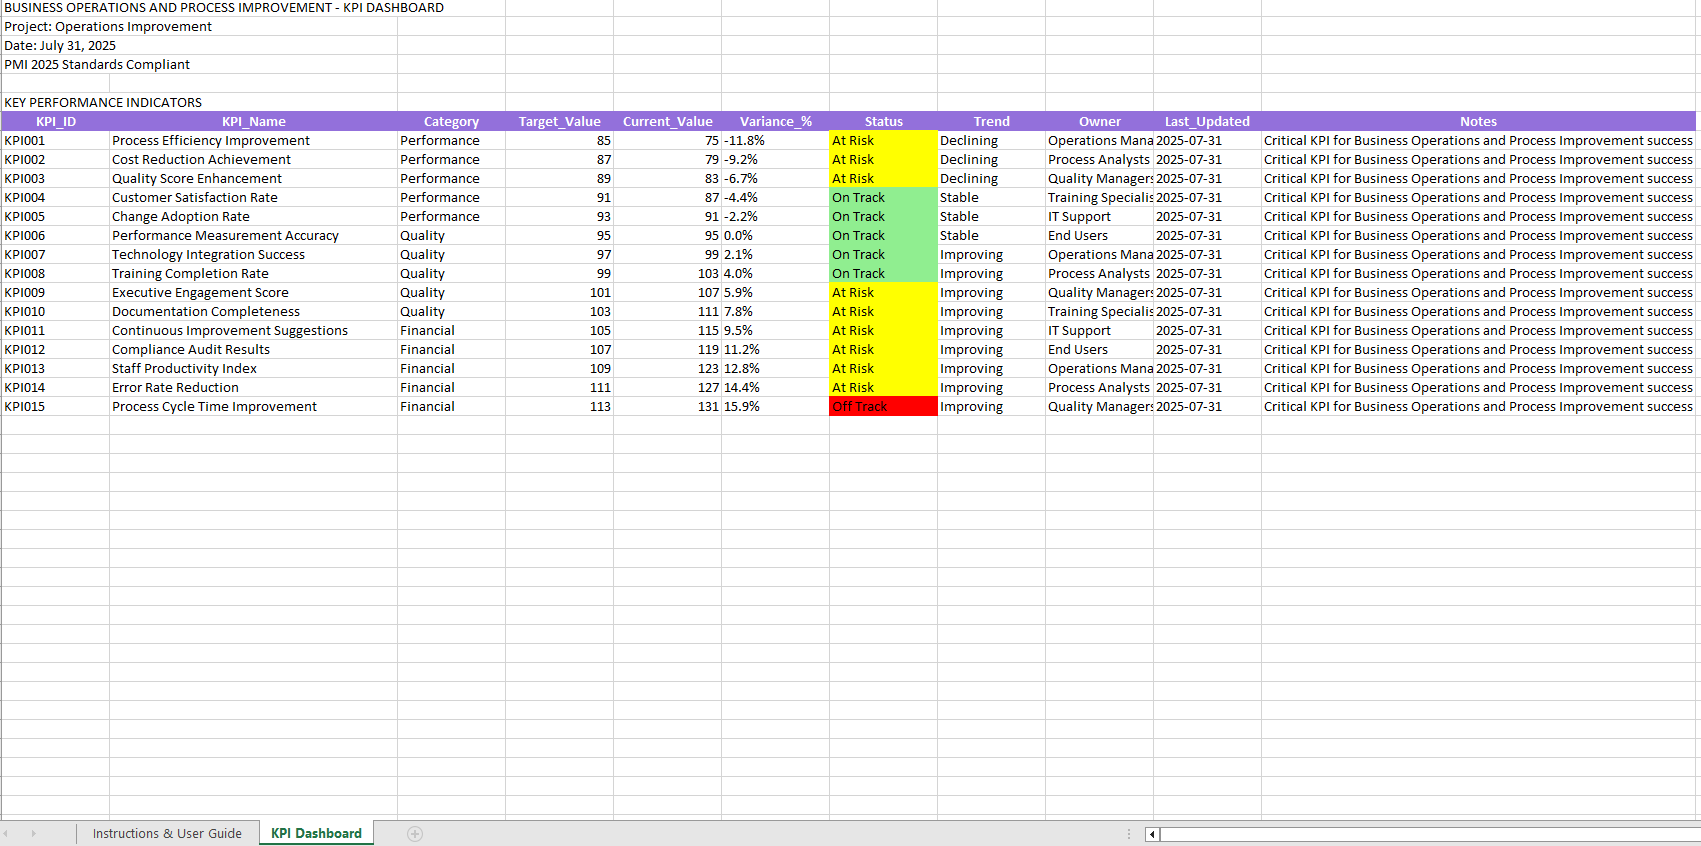 BUSINESS OPERATIONS AND PROCESS IMPROVEMENT - KPI DASHBOARD
Project: Operations Improvement
Date: July 31, 2025
PMI 2025 Standards Compliant
KEY PERFORMANCE INDICATORS
KPI_ID KPI_Name Category Target_Value Current_Value Variance_% Status Trend Owner Last_Updated Notes
KPI001 Process Efficiency Improvement Performance 85 75 -11.8% At Risk Declining Operations Mana 2025-07-31 Critical KPI for Business Operations and Process Improvement success
KPI002 Cost Reduction Achievement Performance 87 79 -9.2% At Risk Declining Process Analysts 2025-07-31 Critical KPI for Business Operations and Process Improvement success
KPI003 Quality Score Enhancement Performance 89 83 -6.7% At Risk Declining Quality Managers 2025-07-31 Critical KPI for Business Operations and Process Improvement success
KPI004 Customer Satisfaction Rate Performance 91 87 -4.4% On Track Stable Training Specialis 2025-07-31 Critical KPI for Business Operations and Process Improvement success
KPI005 Change Adoption Rate Performance 93 91 -2.2% On Track Stable IT Support 2025-07-31 Critical KPI for Business Operations and Process Improvement success
KPI006 Performance Measurement Accuracy Quality 95 95 0.0% On Track Stable End Users 2025-07-31 Critical KPI for Business Operations and Process Improvement success
KPI007 Technology Integration Success Quality 97 99 2.1% On Track Improving Operations Mana 2025-07-31 Critical KPI for Business Operations and Process Improvement success
KPI008 Training Completion Rate Quality 99 103 4.0% On Track Improving Process Analysts 2025-07-31 Critical KPI for Business Operations and Process Improvement success
KPI009 Executive Engagement Score Quality 101 107 5.9% At Risk Improving Quality Managers 2025-07-31 Critical KPI for Business Operations and Process Improvement success
KPI010 Documentation Completeness Quality 103 111 7.8% At Risk Improving Training Specialis 2025-07-31 Critical KPI for Business Operations and Process Improvement success
KPI011 Continuous Improvement Suggestions Financial 105 115 9.5% At Risk Improving IT Support 2025-07-31 Critical KPI for Business Operations and Process Improvement success
KPI012 Compliance Audit Results Financial 107 119 11.2% At Risk Improving End Users 2025-07-31 Critical KPI for Business Operations and Process Improvement success
KPI013 Staff Productivity Index Financial 109 123 12.8% At Risk Improving Operations Mana 2025-07-31 Critical KPI for Business Operations and Process Improvement success
KPI014 Error Rate Reduction Financial 111 127 14.4% At Risk Improving Process Analysts 2025-07-31 Critical KPI for Business Operations and Process Improvement success
KPI015 Process Cycle Time Improvement Financial 113 131 15.9% Off Track Improving Quality Managers 2025-07-31 Critical KPI for Business Operations and Process Improvement success
Instructions & User Guide KPI Dashboard